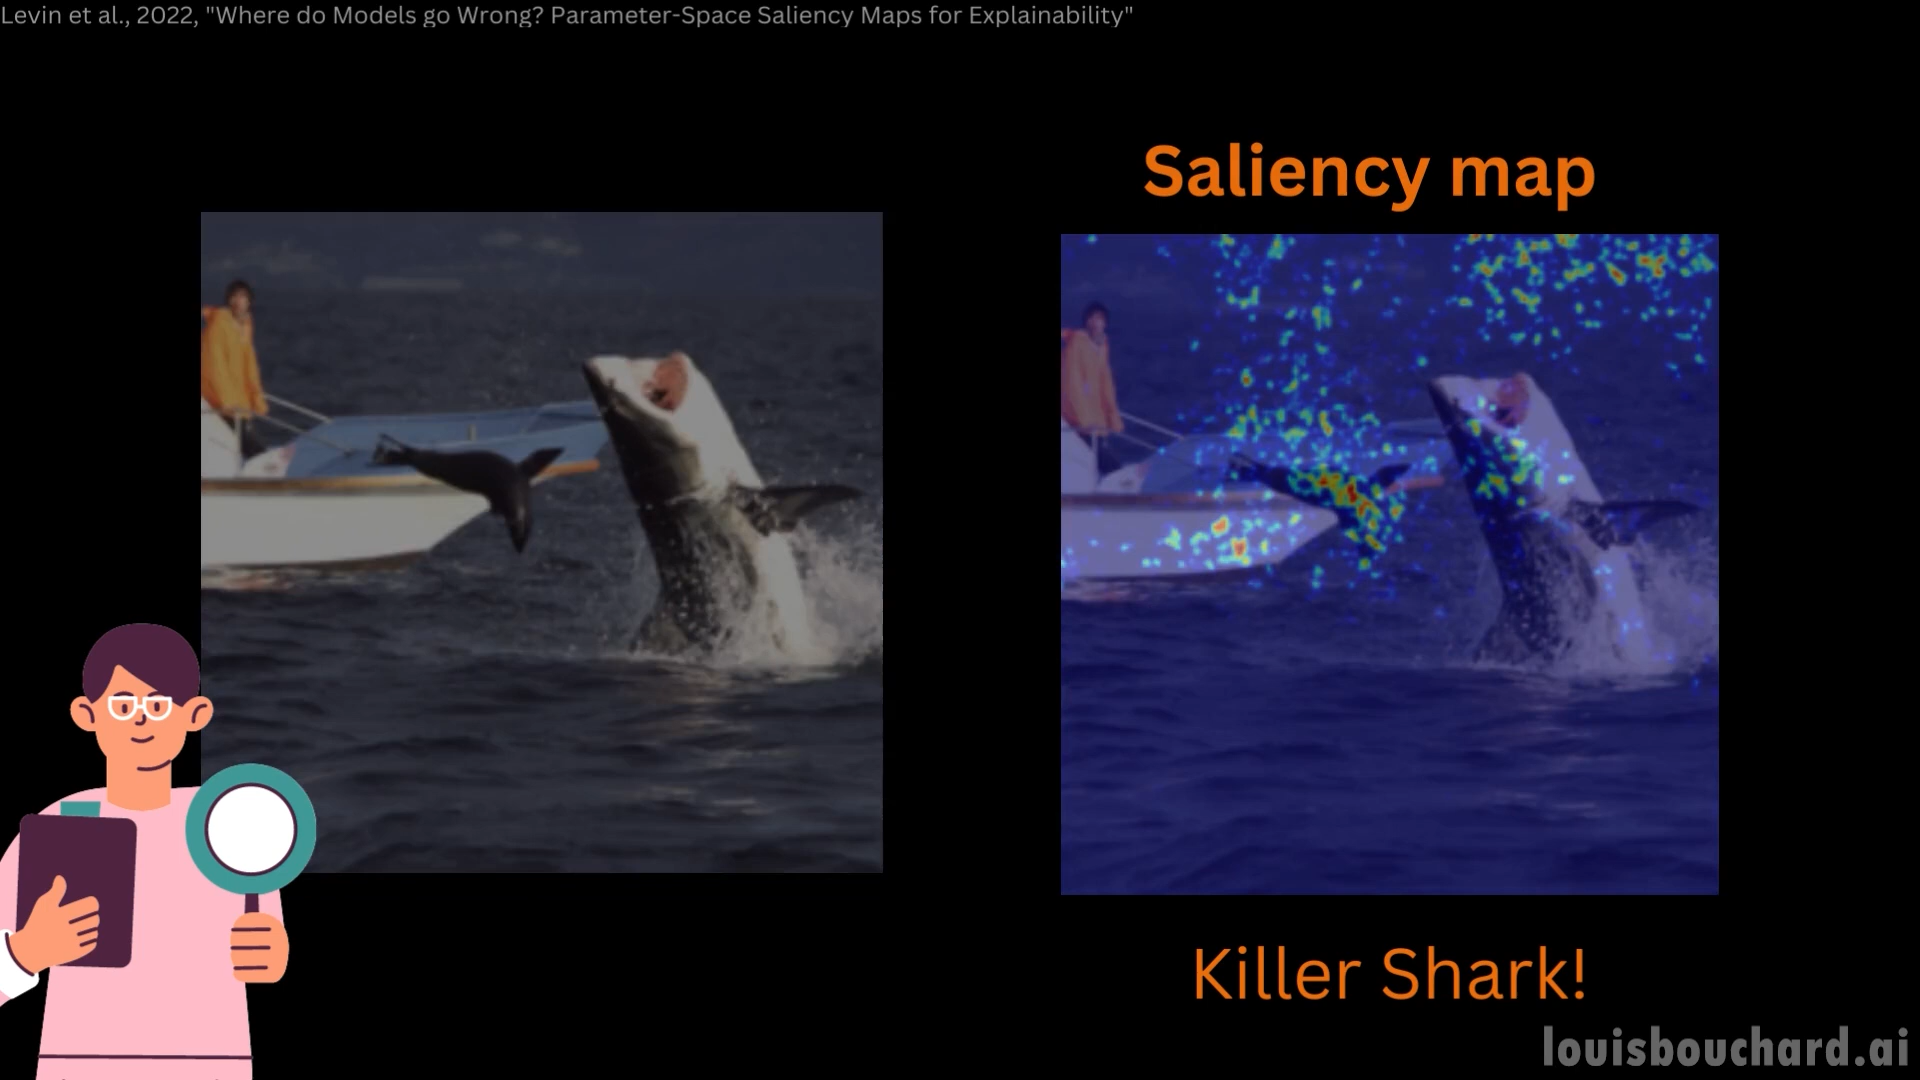 Levin et al., 2022, "Where do Models go Wrong? Parameter-Space Saliency Maps for Explainability"
Saliency map
Killer Shark!
louisbouchard.ai